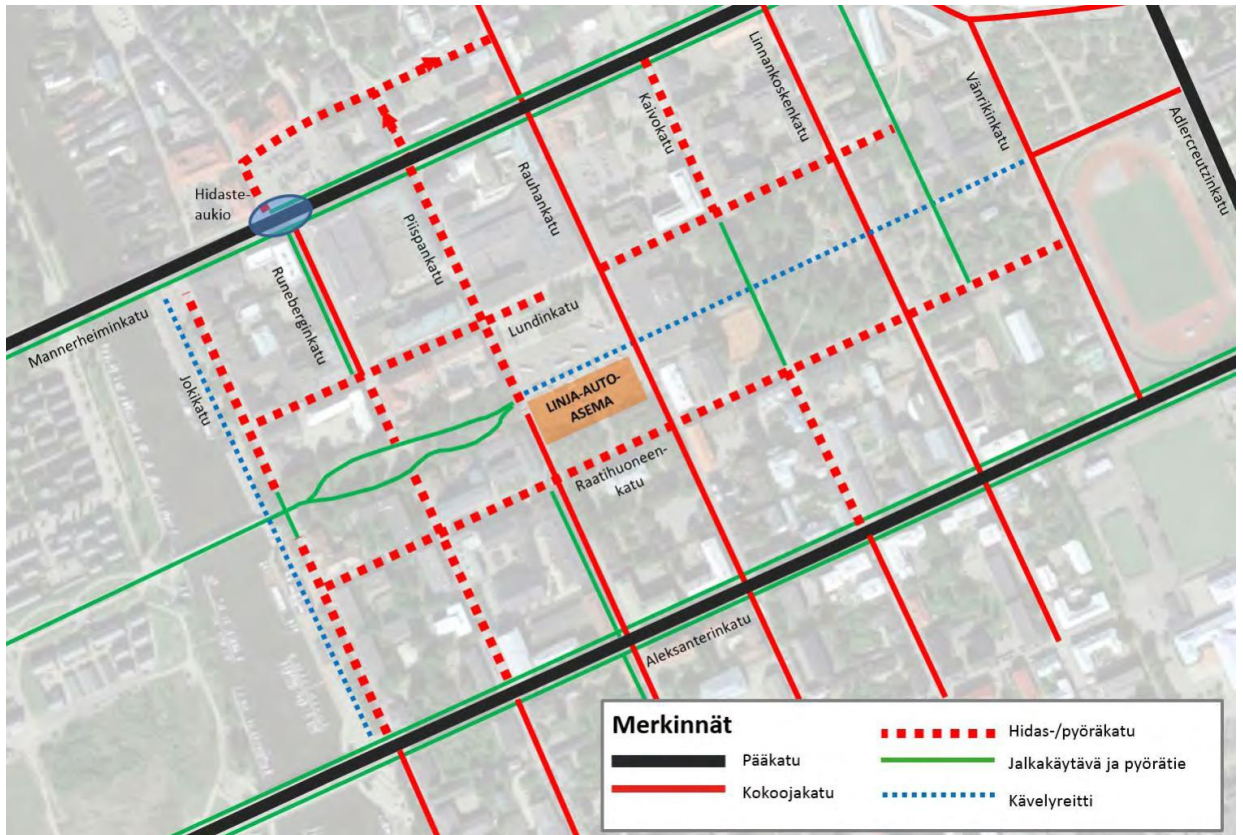 Hidaste-
aukio
Mannerheiminkatu
Jokikatu
Runeberginkatu
Piispankatu
Lundinkatu
Rauhankatu
Kaivokatu
Linnankoskenkatu
Vänrikinkatu
Adlercreutzinkatu
LINJA-AUTO-
ASEMA
Raatihuoneen-
katu
Aleksanterinkatu
Merkinnät
Pääkatu
Kokoojakatu
Hidas-/pyöräkatu
Jalkakäytävä ja pyörätie
Kävelyreitti